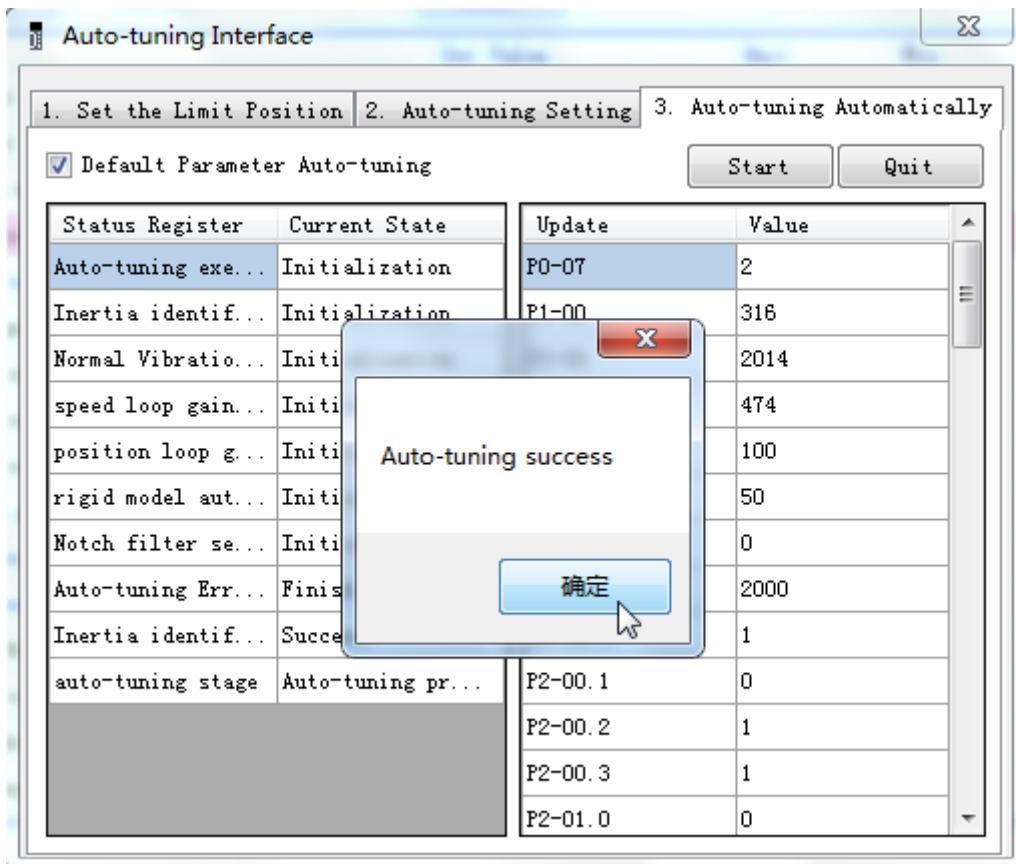 Auto-tuning Interface
1. Set the Limit Position 2. Auto-tuning Setting 3. Auto-tuning Automatically
Default Parameter Auto-tuning Start Quit
Status Register Current State Update Value
Auto-tuning exe... Initialization P0-07 2
Inertia identif... Initialization P1-00 316
Normal Vibratio... Initi 2014
speed loop gain... Initi 474
position loop g... Initi 100
rigid model aut... Initi 50
Notch filter se... Initi 0
Auto-tuning Err... Finis 2000
Inertia identif... Succe 1
auto-tuning stage Auto-tuning pr... P2-00.1 0
P2-00.2 1
P2-00.3 1
P2-01.0 0
Auto-tuning success
确定